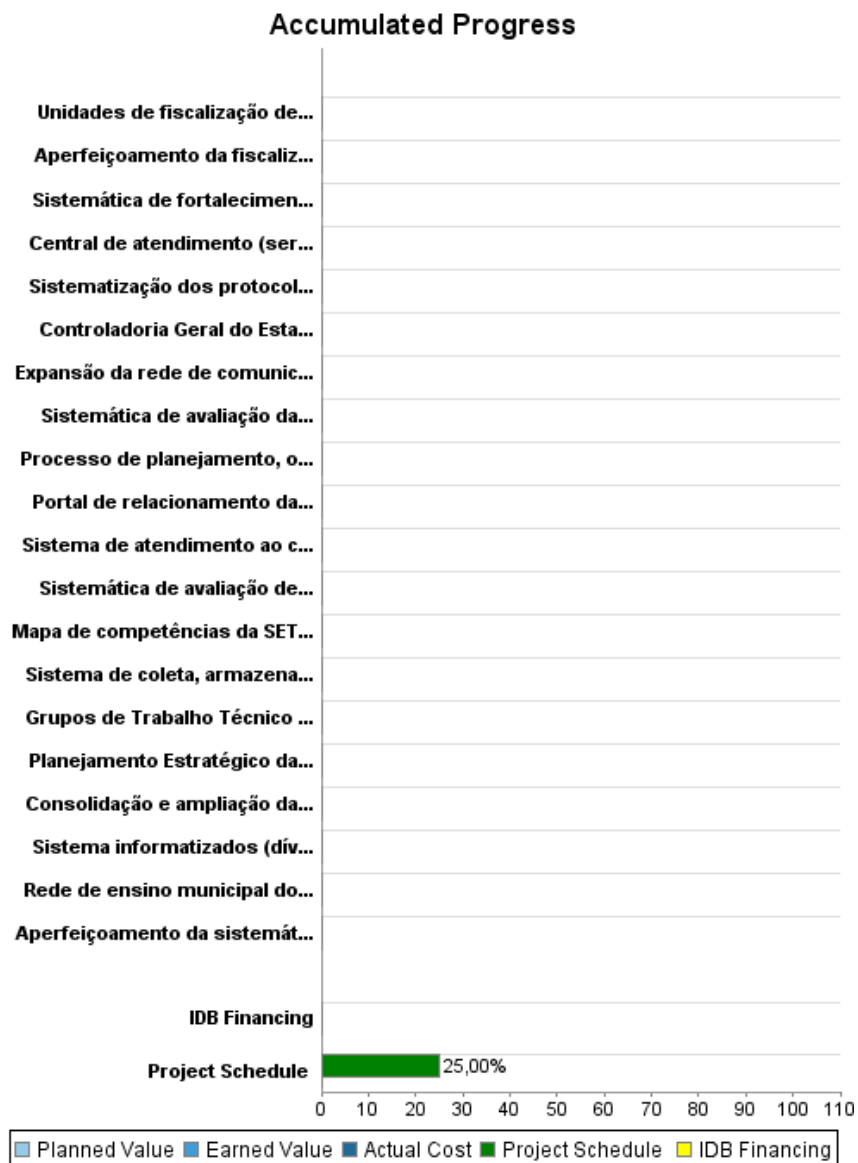 Accumulated Progress
Unidades de fiscalização de...
Aperfeiçoamento da fiscaliz...
Sistemática de fortalecimen...
Central de atendimento (ser...
Sistematização dos protocol...
Controladoria Geral do Esta...
Expansão da rede de comunic...
Sistemática de avaliação da...
Processo de planejamento, o...
Portal de relacionamento da...
Sistema de atendimento ao c...
Sistemática de avaliação de...
Mapa de competências da SET...
Sistema de coleta, armazena...
Grupos de Trabalho Técnico ...
Planejamento Estratégico da...
Consolidação e ampliação da...
Sistema informatizados (dív...
Rede de ensino municipal do...
Aperfeiçoamento da sistemát...
IDB Financing
Project Schedule 25,00%
0 10 20 30 40 50 60 70 80 90 100 110
Planned Value Earned Value Actual Cost Project Schedule IDB Financing